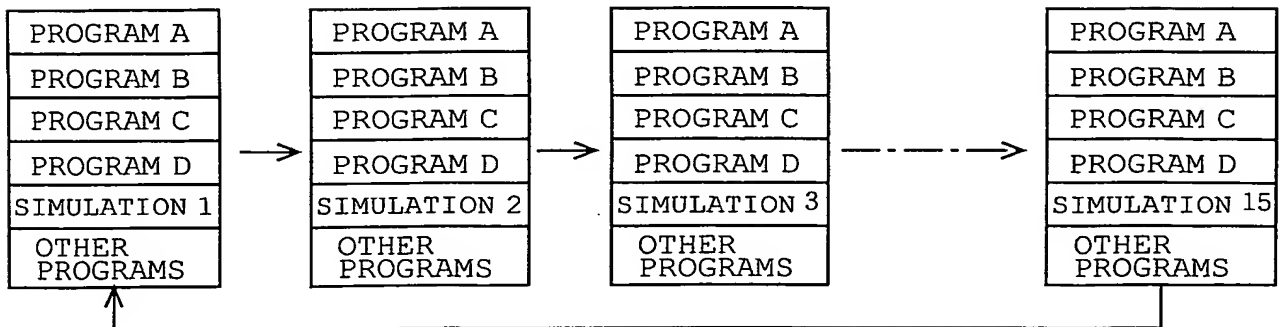 PROGRAM A
PROGRAM B
PROGRAM C
PROGRAM D
SIMULATION 1
OTHER
PROGRAMS
PROGRAM A
PROGRAM B
PROGRAM C
PROGRAM D
SIMULATION 2
OTHER
PROGRAMS
PROGRAM A
PROGRAM B
PROGRAM C
PROGRAM D
SIMULATION 3
OTHER
PROGRAMS
PROGRAM A
PROGRAM B
PROGRAM C
PROGRAM D
SIMULATION 15
OTHER
PROGRAMS